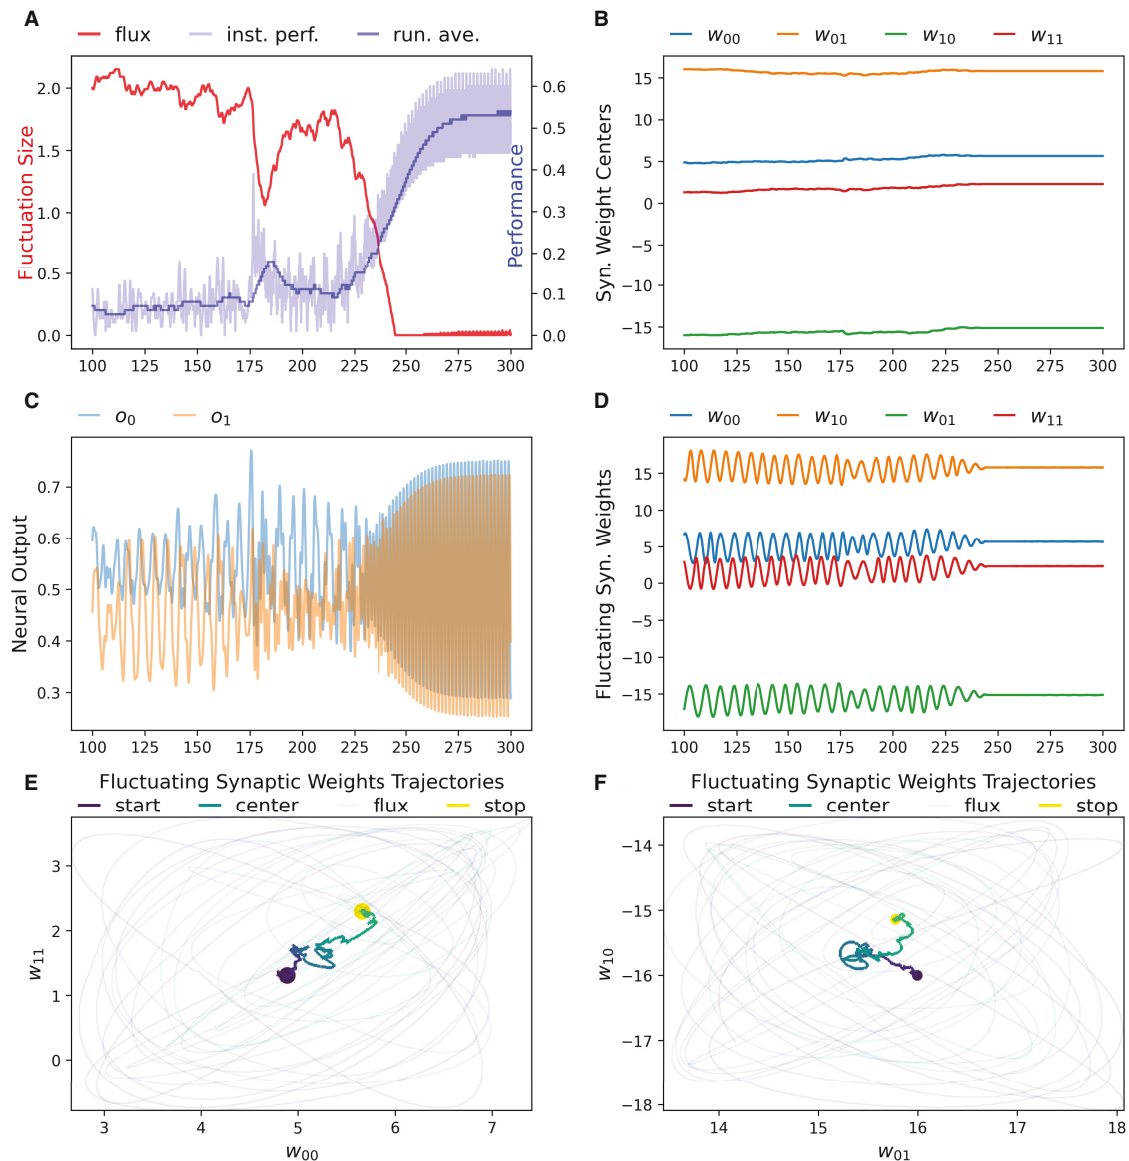 A
flux inst. perf. run. ave.
Fluctuation Size
2.0
1.5
1.0
0.5
0.0
Performance
0.6
0.5
0.4
0.3
0.2
0.1
0.0
100 125 150 175 200 225 250 275 300
B
w00 w01 w10 w11
Syn. Weight Centers
15
10
5
0
−5
−10
−15
100 125 150 175 200 225 250 275 300
C
o0 o1
Neural Output
0.7
0.6
0.5
0.4
0.3
100 125 150 175 200 225 250 275 300
D
w00 w10 w01 w11
Fluctating Syn. Weights
15
10
5
0
−5
−10
−15
100 125 150 175 200 225 250 275 300
E
Fluctuating Synaptic Weights Trajectories
start center flux stop
w11
3
2
1
0
3 4 5 6 7
w00
F
Fluctuating Synaptic Weights Trajectories
start center flux stop
w10
−14
−15
−16
−17
−18
14 15 16 17 18
w01